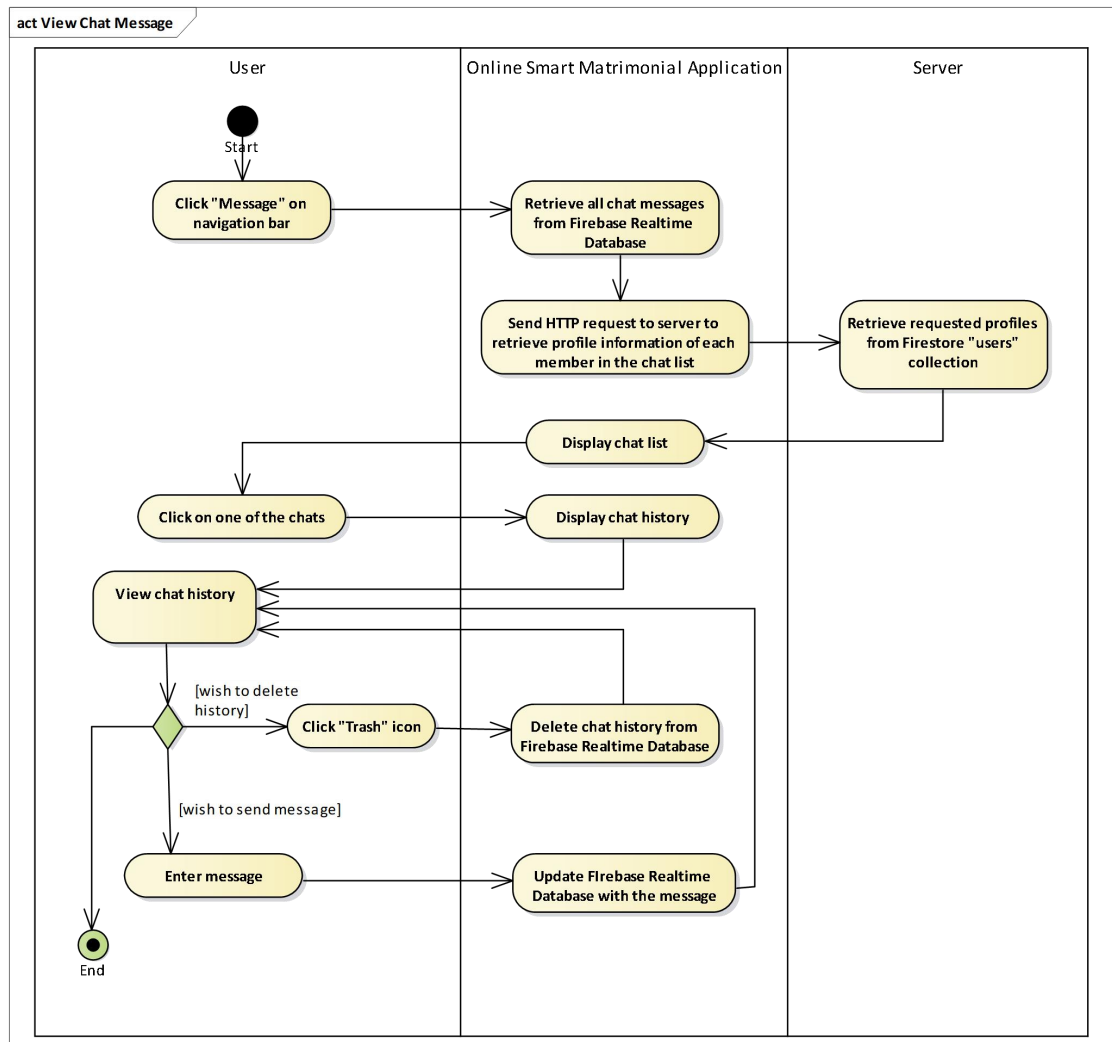 act View Chat Message
User
Online Smart Matrimonial Application
Server
Start
Click "Message" on
navigation bar
Retrieve all chat messages
from Firebase Realtime
Database
Send HTTP request to server to
retrieve profile information of each
member in the chat list
Retrieve requested profiles
from Firestore "users"
collection
Display chat list
Click on one of the chats
Display chat history
View chat history
[wish to delete
history]
Click "Trash" icon
Delete chat history from
Firebase Realtime Database
[wish to send message]
Enter message
Update FIrebase Realtime
Database with the message
End